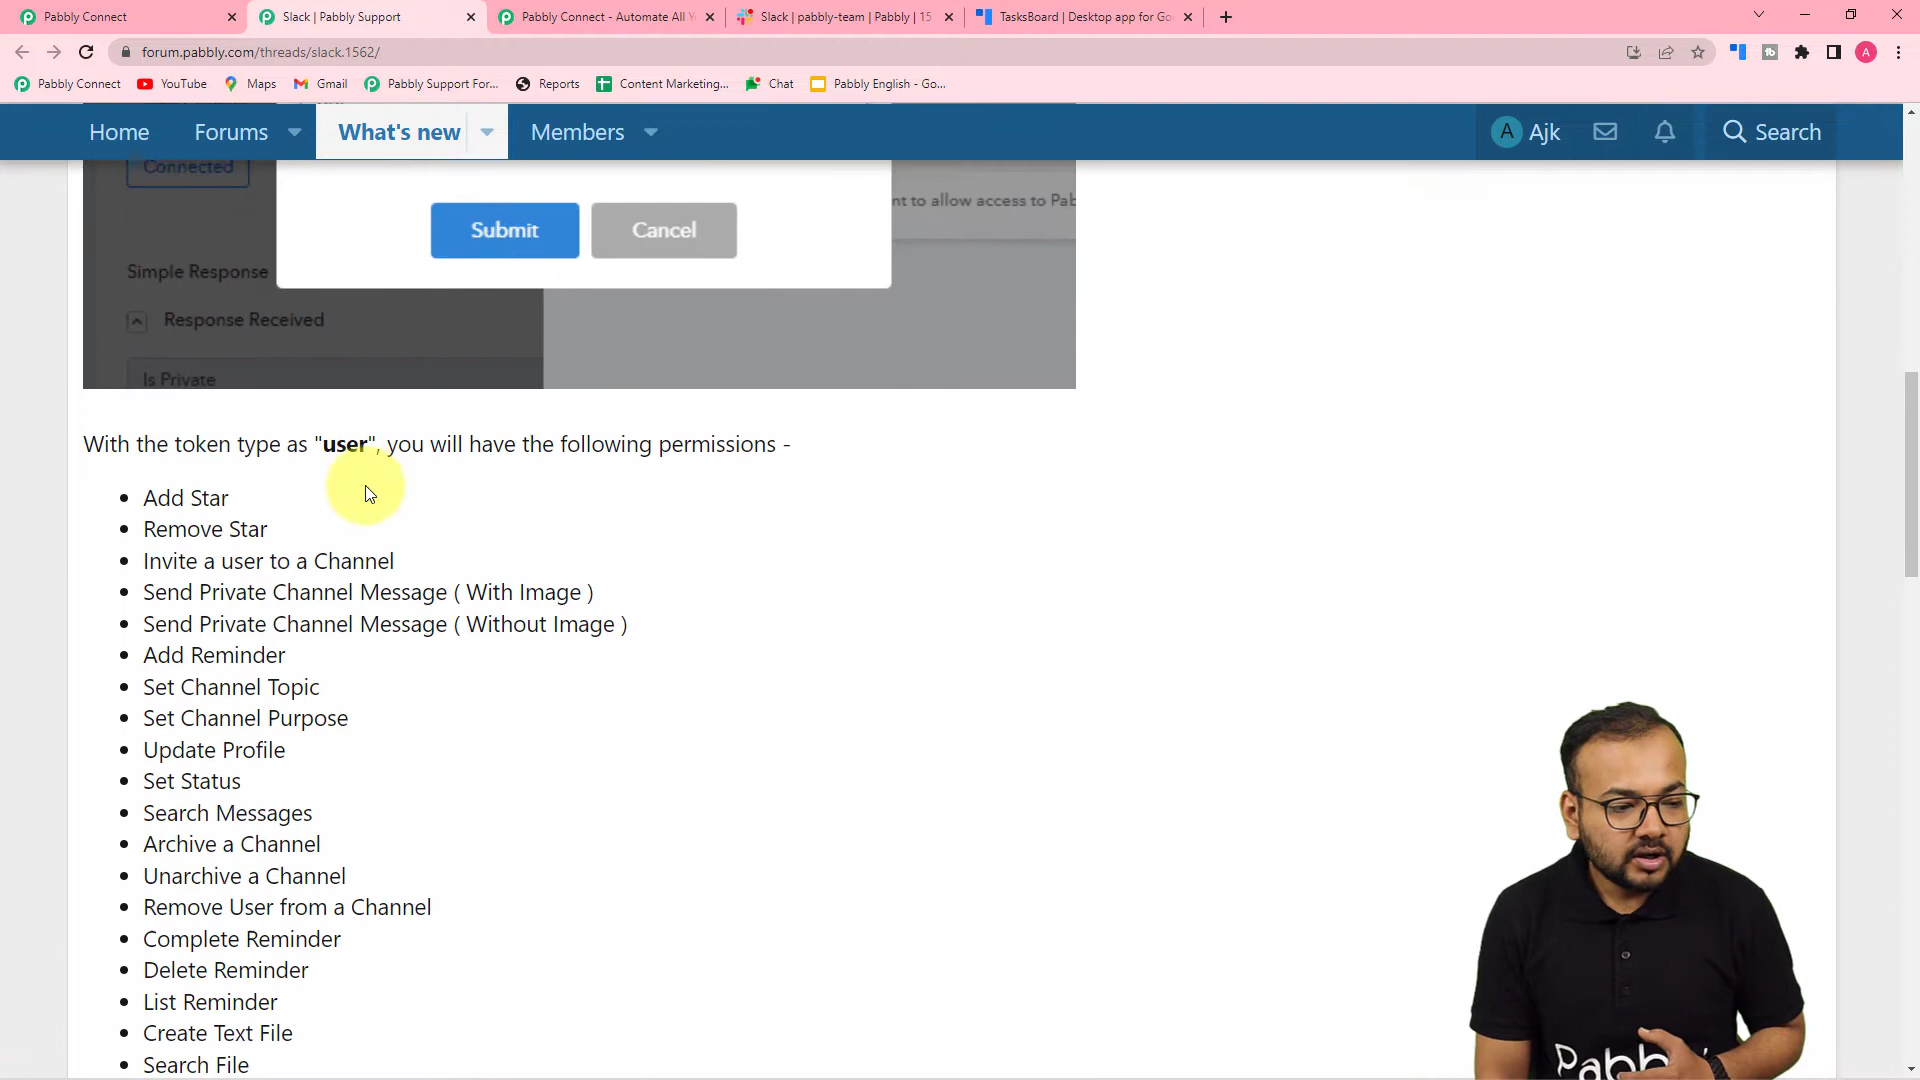 Pabbly Connect
Slack | Pabbly Support
Pabbly Connect - Automate All Y
Slack | pabbly-team | Pabbly | 15
TasksBoard | Desktop app for Go
forum.pabbly.com/threads/slack.1562/
A
Pabbly Connect
YouTube
Maps
Gmail
Pabbly Support For...
Reports
Content Marketing...
Chat
Pabbly English - Go...
Home
Forums
What's new
Members
A
Ajk
Search
Connected
nt to allow access to Pab
Submit
Cancel
Simple Response
Response Received
Is Private
With the token type as "user", you will have the following permissions -
• Add Star
• Remove Star
• Invite a user to a Channel
• Send Private Channel Message ( With Image )
• Send Private Channel Message ( Without Image )
• Add Reminder
• Set Channel Topic
• Set Channel Purpose
• Update Profile
• Set Status
• Search Messages
• Archive a Channel
• Unarchive a Channel
• Remove User from a Channel
• Complete Reminder
• Delete Reminder
• List Reminder
• Create Text File
• Search File